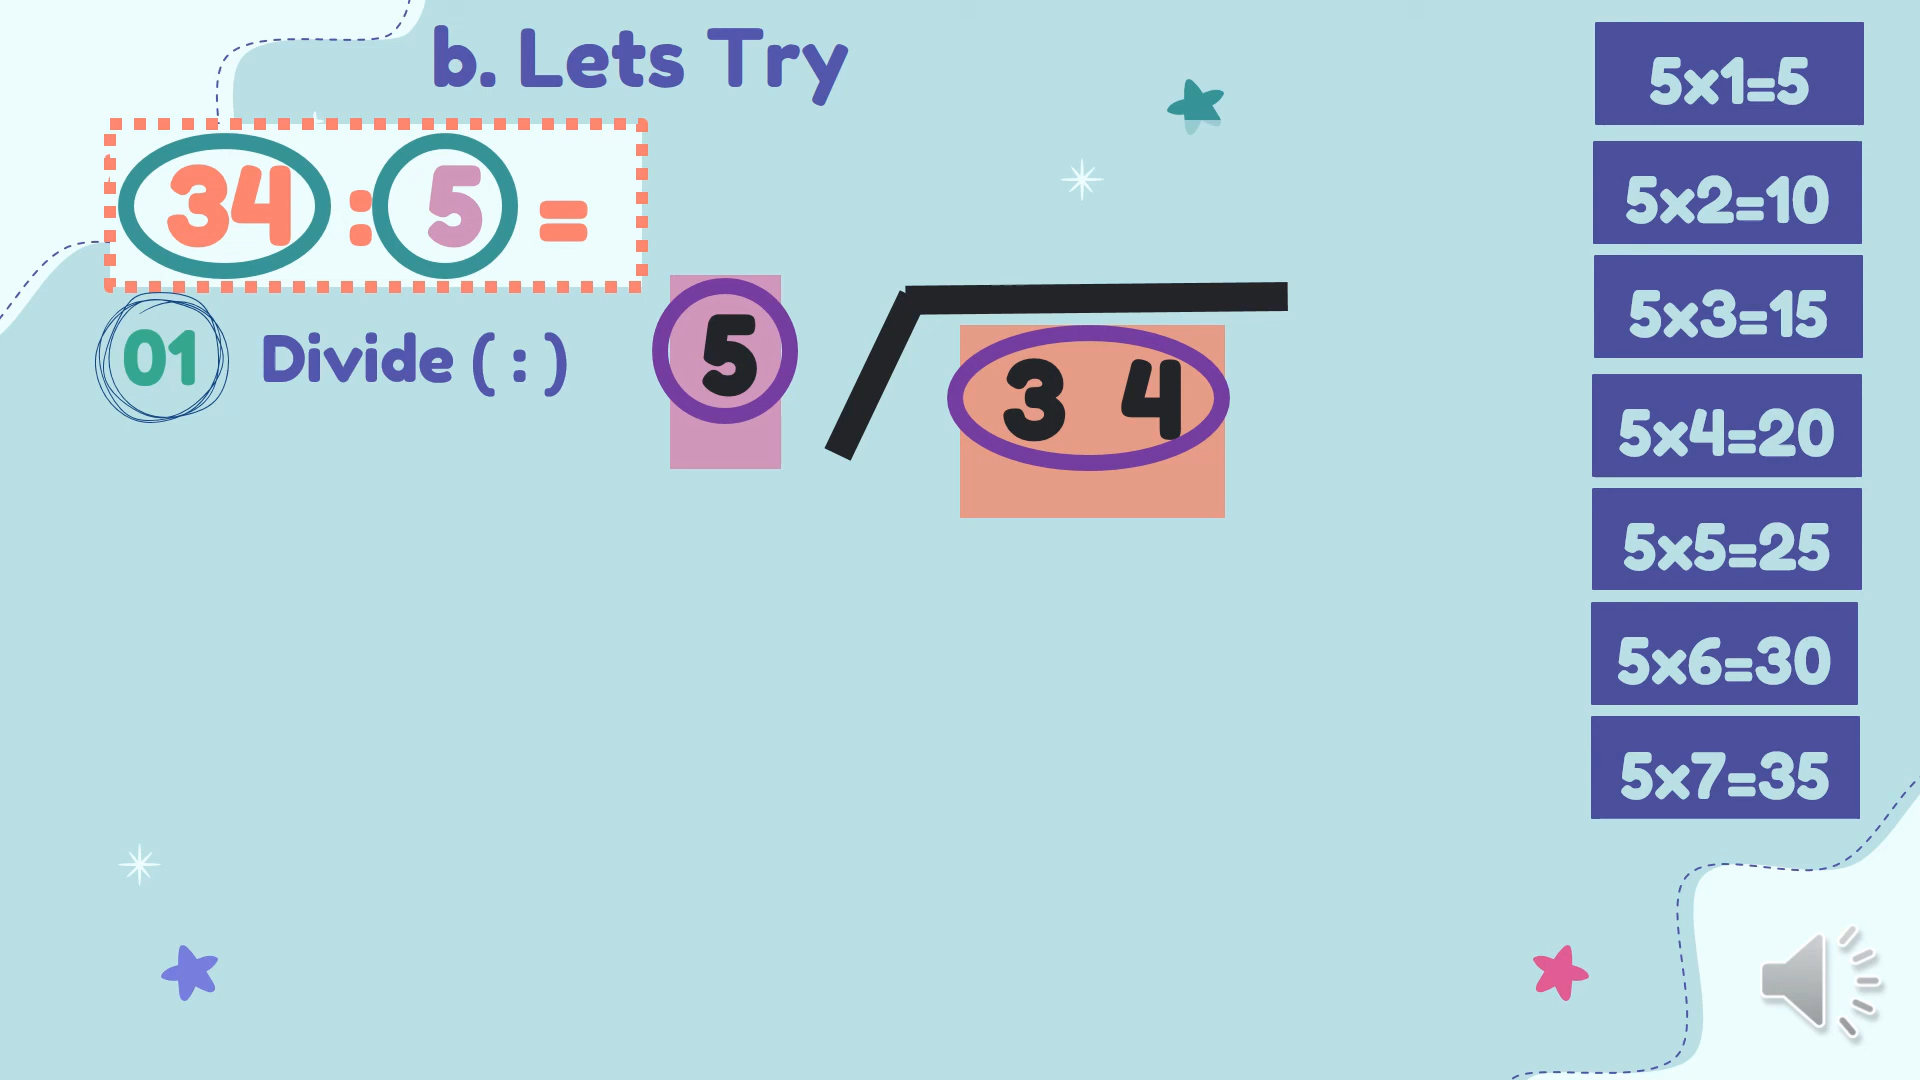 b. Lets Try
34 : 5 =
01 Divide ( : )
5 3 4
5x1=5
5x2=10
5x3=15
5x4=20
5x5=25
5x6=30
5x7=35